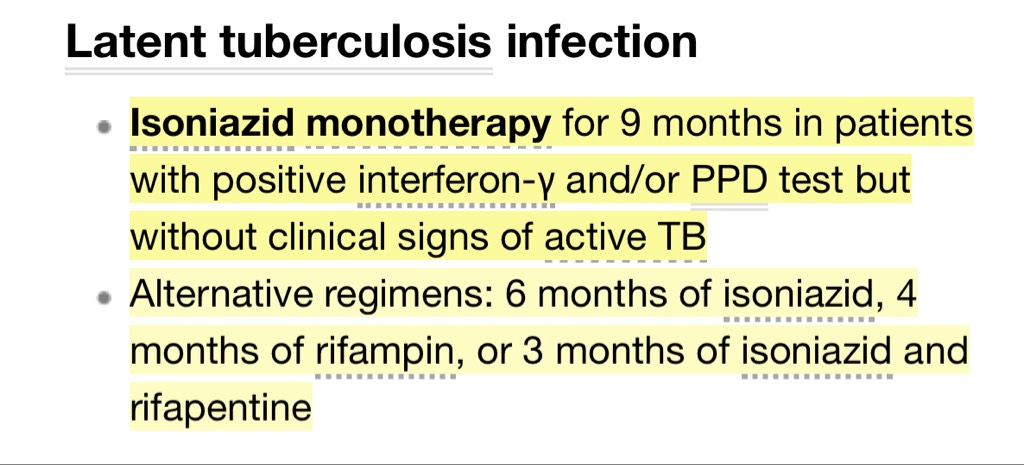 Latent tuberculosis infection
Isoniazid monotherapy for 9 months in patients
with positive interferon-γ and/or PPD test but
without clinical signs of active TB
Alternative regimens: 6 months of isoniazid, 4
months of rifampin, or 3 months of isoniazid and
rifapentine